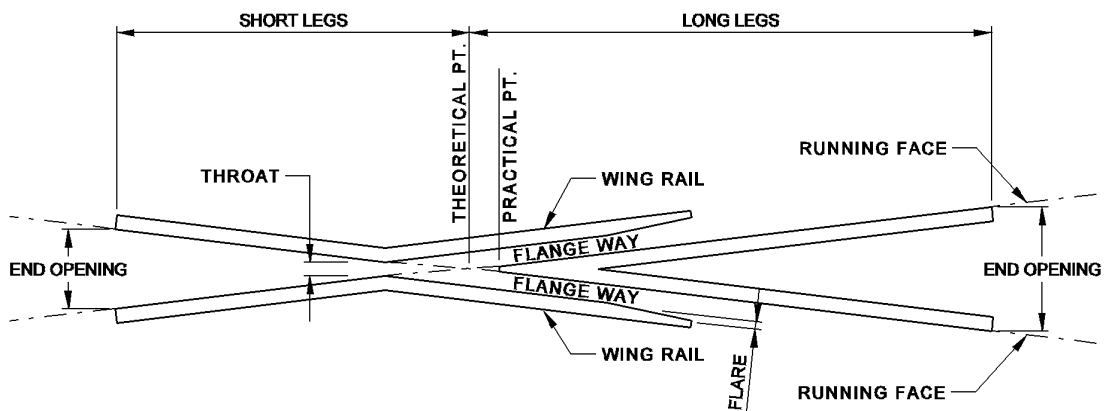 SHORT LEGS
LONG LEGS
THEORETICAL PT.
PRACTICAL PT.
RUNNING FACE
THROAT
WING RAIL
FLANGE WAY
END OPENING
END OPENING
FLANGE WAY
WING RAIL
FLARE
RUNNING FACE